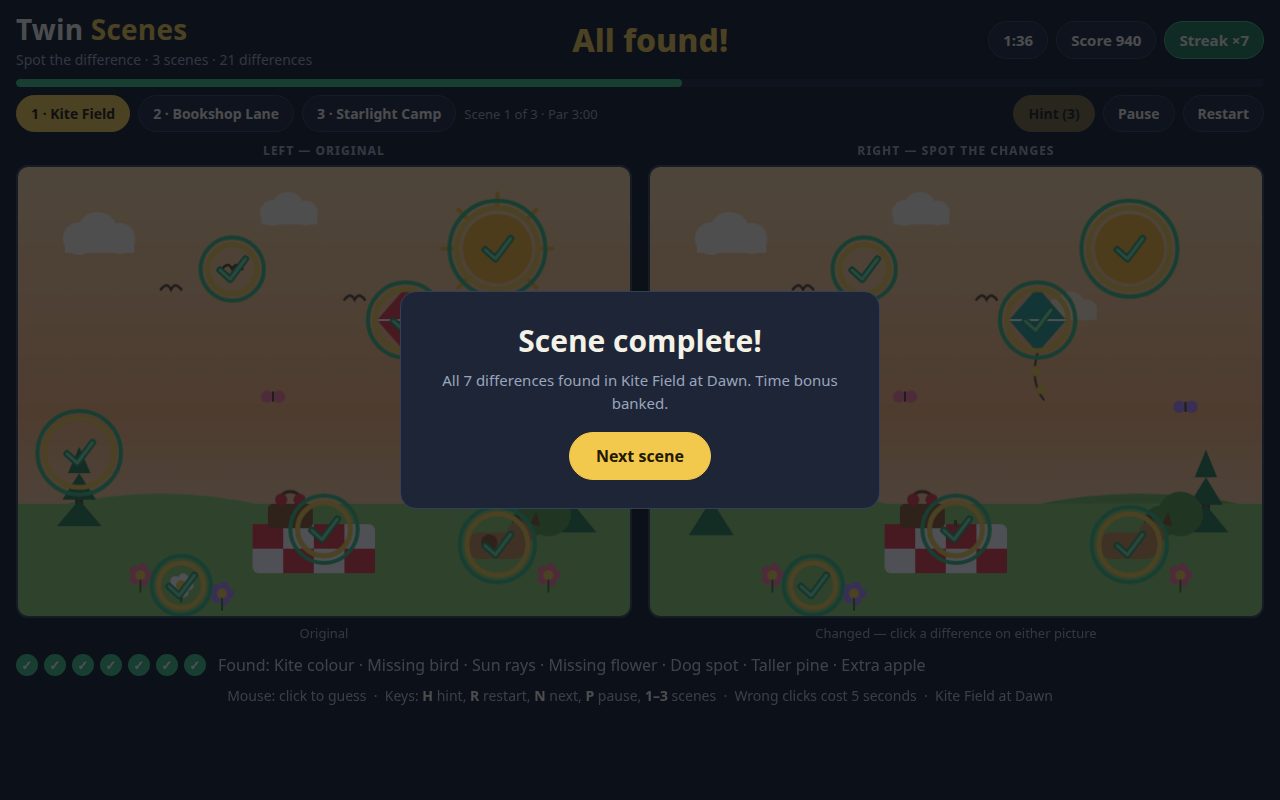 Twin Scenes
Spot the difference · 3 scenes · 21 differences
All found!
1:36
Score 940
Streak ×7
1 · Kite Field
2 · Bookshop Lane
3 · Starlight Camp
Scene 1 of 3 · Par 3:00
Hint (3)
Pause
Restart
LEFT — ORIGINAL
RIGHT — SPOT THE CHANGES
Scene complete!
All 7 differences found in Kite Field at Dawn. Time bonus
banked.
Next scene
Original
Changed — click a difference on either picture
Found: Kite colour · Missing bird · Sun rays · Missing flower · Dog spot · Taller pine · Extra apple
Mouse: click to guess · Keys: H hint, R restart, N next, P pause, 1–3 scenes · Wrong clicks cost 5 seconds · Kite Field at Dawn